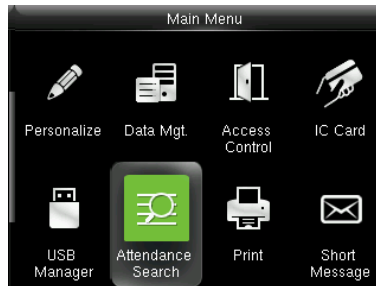 Main Menu
Personalize
Data Mgt.
Access
Control
IC Card
USB
Manager
Attendance
Search
Print
Short
Message